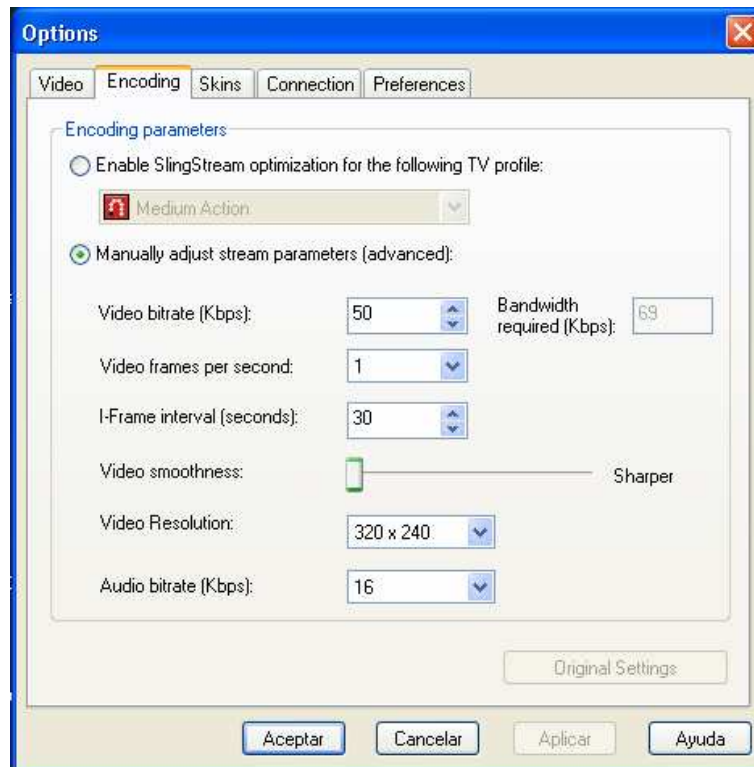 Options
Video Encoding Skins Connection Preferences
Encoding parameters
Enable SlingStream optimization for the following TV profile:
Medium Action
Manually adjust stream parameters (advanced):
Video bitrate (Kbps): 50 Bandwidth required (Kbps): 69
Video frames per second: 1
I-Frame interval (seconds): 30
Video smoothness: Sharper
Video Resolution: 320 x 240
Audio bitrate (Kbps): 16
Original Settings
Aceptar Cancelar Aplicar Ayuda